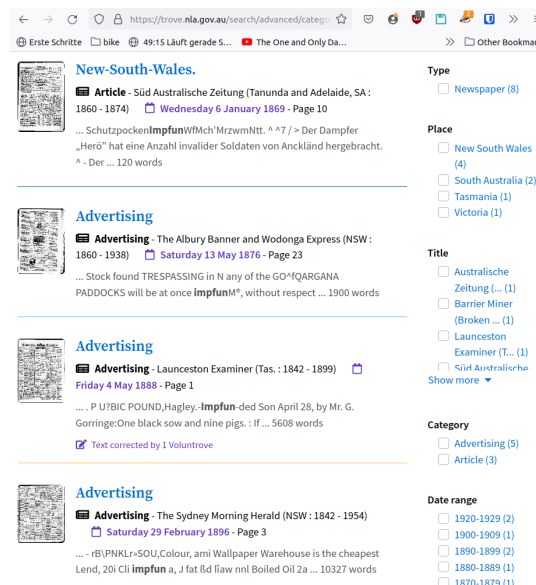 https://trove.nla.gov.au/search/advanced/catego
Erste Schritte bike 49:15 Läuft gerade S... The One and Only Da... Other Bookmar
New-South-Wales.
Article - Süd Australische Zeitung (Tanunda and Adelaide, SA :
1860 - 1874) Wednesday 6 January 1869 - Page 10
... SchutzpockenImpfunWfMch'MrzwmNtt. ^ ^7 / > Der Dampfer
„Herö" hat eine Anzahl invalider Soldaten von Anckländ hergebracht.
^ - Der ... 120 words
Advertising
Advertising - The Albury Banner and Wodonga Express (NSW :
1860 - 1938) Saturday 13 May 1876 - Page 23
... Stock found TRESPASSING in N any of the GO^fQARGANA
PADDOCKS will be at once impfunM®, without respect ... 1900 words
Advertising
Advertising - Launceston Examiner (Tas. : 1842 - 1899)
Friday 4 May 1888 - Page 1
... . P U?BIC POUND,Hagley.-Impfun-ded Son April 28, by Mr. G.
Gorringe:One black sow and nine pigs. : If ... 5608 words
Text corrected by 1 Voluntrove
Advertising
Advertising - The Sydney Morning Herald (NSW : 1842 - 1954)
Saturday 29 February 1896 - Page 3
... - rB\PNKLr»SOU,Colour, ami Wallpaper Warehouse is the cheapest
Lend, 20i Cli impfun a, J fat ßd lîaw nnl Boiled Oil 2a ... 10327 words
Type
Newspaper (8)
Place
New South Wales
(4)
South Australia (2)
Tasmania (1)
Victoria (1)
Title
Australische
Zeitung (... (1)
Barrier Miner
(Broken ... (1)
Launceston
Examiner (T... (1)
Süd Australische
Show more
Category
Advertising (5)
Article (3)
Date range
1920-1929 (2)
1900-1909 (1)
1890-1899 (2)
1880-1889 (1)
1870-1879 (1)